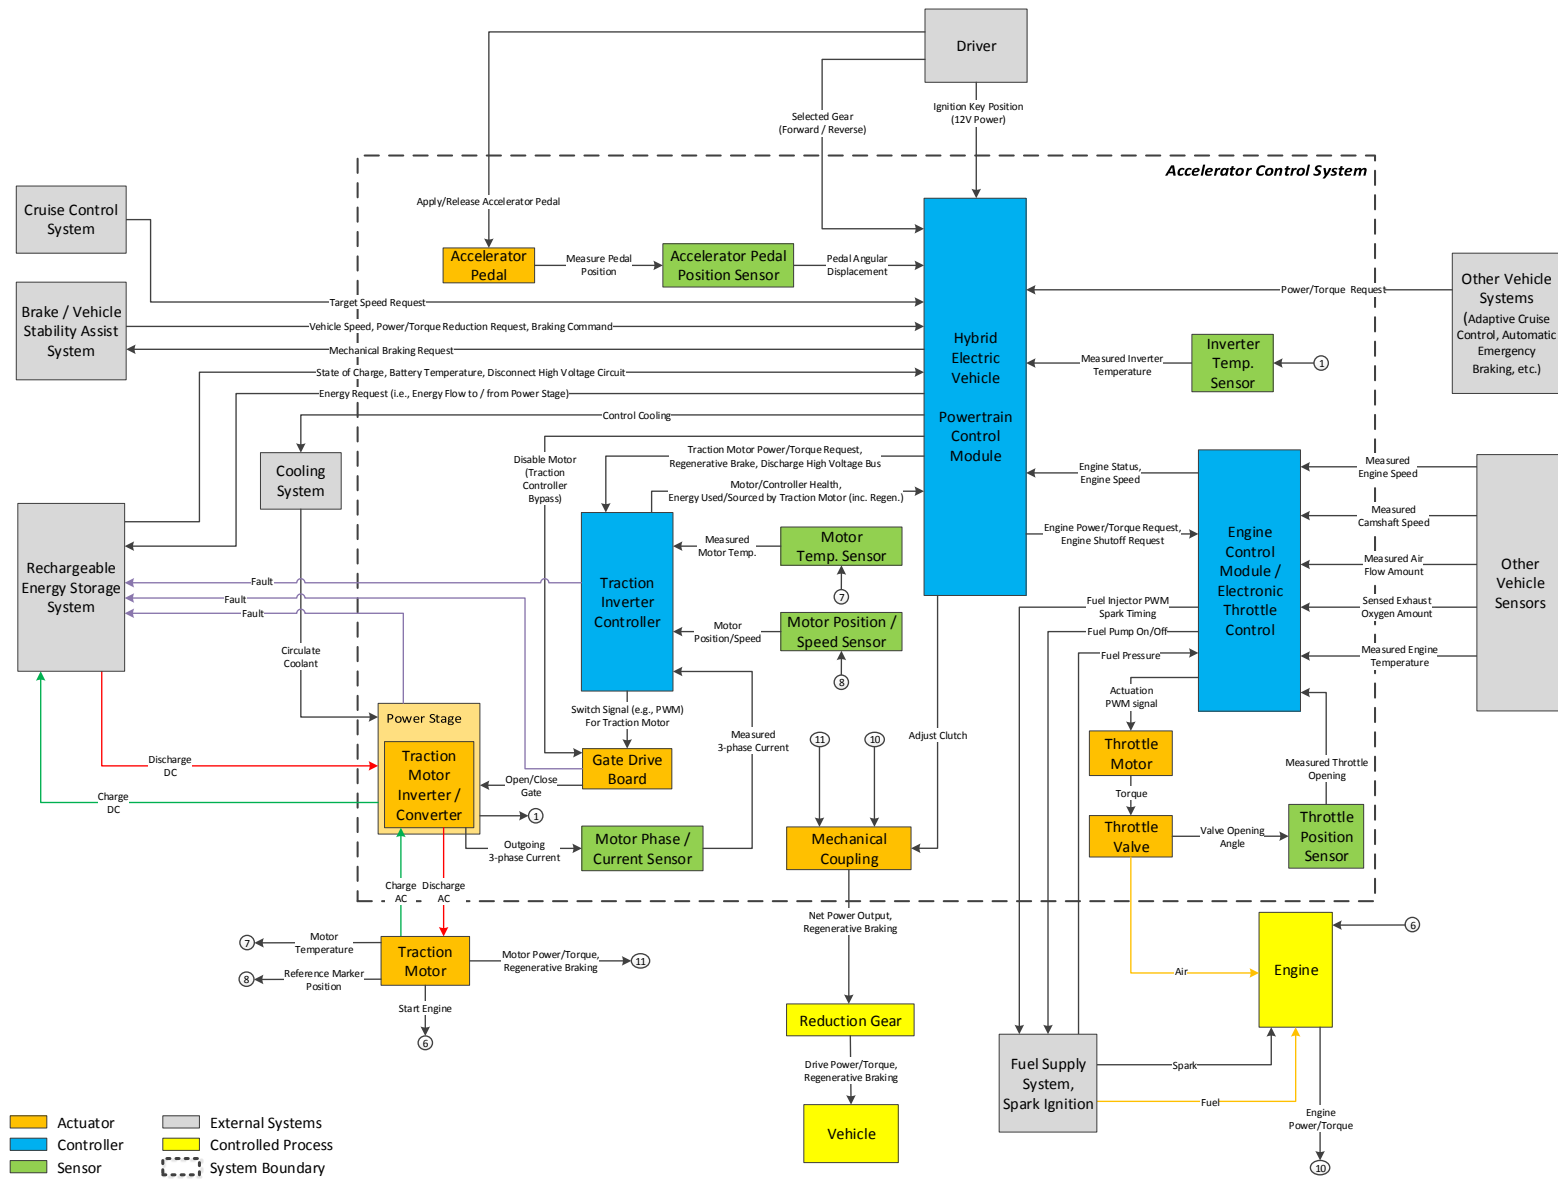 Driver
Ignition Key Position
(12V Power)
Selected Gear
(Forward / Reverse)
Accelerator Control System
Cruise Control
System
Apply/Release Accelerator Pedal
Accelerator
Pedal
Measure Pedal
Position
Accelerator Pedal
Position Sensor
Pedal Angular
Displacement
Target Speed Request
Brake / Vehicle
Stability Assist
System
Vehicle Speed, Power/Torque Reduction Request, Braking Command
Mechanical Braking Request
State of Charge, Battery Temperature, Disconnect High Voltage Circuit
Energy Request (i.e., Energy Flow to / from Power Stage)
Control Cooling
Hybrid
Electric
Vehicle
Powertrain
Control
Module
Power/Torque Request
Other Vehicle
Systems
(Adaptive Cruise
Control, Automatic
Emergency
Braking, etc.)
Measured Inverter
Temperature
Inverter
Temp.
Sensor
1
Cooling
System
Disable Motor
(Traction
Controller
Bypass)
Traction Motor Power/Torque Request,
Regenerative Brake, Discharge High Voltage Bus
Motor/Controller Health,
Energy Used/Sourced by Traction Motor (inc. Regen.)
Engine Status,
Engine Speed
Engine Power/Torque Request,
Engine Shutoff Request
Engine
Control
Module /
Electronic
Throttle
Control
Measured
Engine Speed
Measured
Camshaft Speed
Measured Air
Flow Amount
Sensed Exhaust
Oxygen Amount
Measured Engine
Temperature
Other
Vehicle
Sensors
Rechargeable
Energy Storage
System
Fault
Fault
Fault
Traction
Inverter
Controller
Measured
Motor Temp.
Motor
Temp. Sensor
7
Motor
Position/Speed
Motor Position /
Speed Sensor
8
Fuel Injector PWM
Spark Timing
Fuel Pump On/Off
Fuel Pressure
Circulate
Coolant
Actuation
PWM signal
Switch Signal (e.g., PWM)
For Traction Motor
Measured
3-phase Current
Power Stage
Traction
Motor
Inverter /
Converter
Gate Drive
Board
Open/Close
Gate
1
11
10
Adjust Clutch
Throttle
Motor
Torque
Measured Throttle
Opening
Discharge
DC
Charge
DC
Outgoing
3-phase Current
Motor Phase /
Current Sensor
Mechanical
Coupling
Throttle
Valve
Valve Opening
Angle
Throttle
Position
Sensor
Charge
AC
Discharge
AC
Net Power Output,
Regenerative Braking
7
Motor
Temperature
8
Reference Marker
Position
Traction
Motor
Motor Power/Torque,
Regenerative Braking
11
Start Engine
6
Air
Engine
6
Reduction Gear
Drive Power/Torque,
Regenerative Braking
Vehicle
Fuel Supply
System,
Spark Ignition
Spark
Fuel
Engine
Power/Torque
10
Actuator
Controller
Sensor
External Systems
Controlled Process
System Boundary